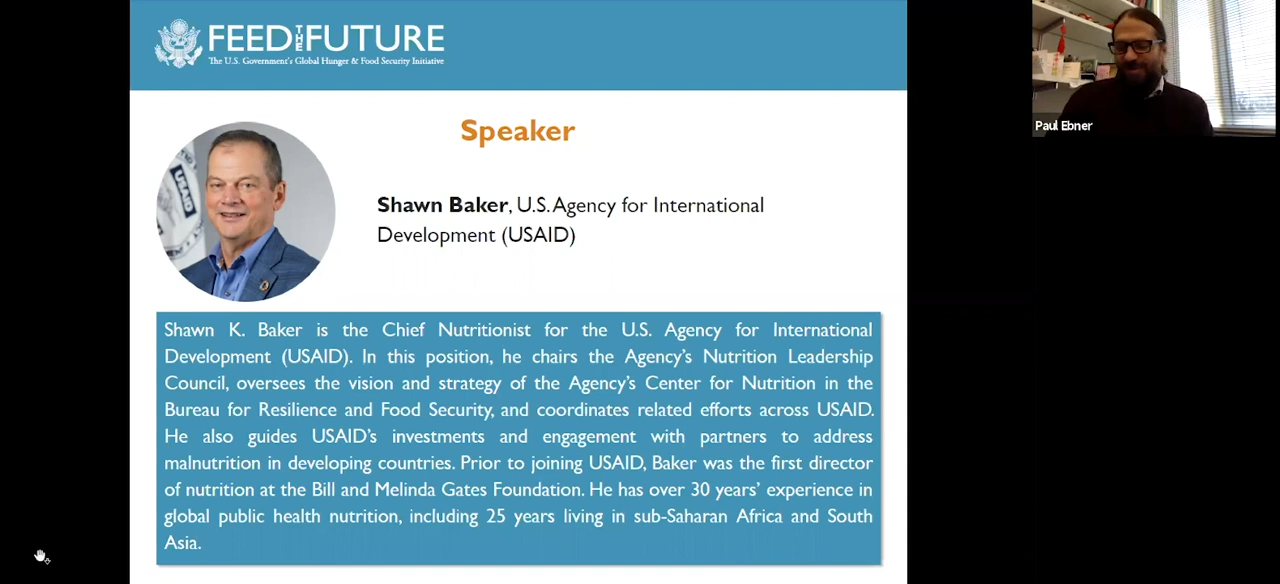 FEED THE FUTURE
The U.S. Government's Global Hunger & Food Security Initiative
Speaker
USAID
Shawn Baker, U.S. Agency for International
Development (USAID)
Shawn K. Baker is the Chief Nutritionist for the U.S. Agency for International
Development (USAID). In this position, he chairs the Agency's Nutrition Leadership
Council, oversees the vision and strategy of the Agency's Center for Nutrition in the
Bureau for Resilience and Food Security, and coordinates related efforts across USAID.
He also guides USAID's investments and engagement with partners to address
malnutrition in developing countries. Prior to joining USAID, Baker was the first director
of nutrition at the Bill and Melinda Gates Foundation. He has over 30 years' experience in
global public health nutrition, including 25 years living in sub-Saharan Africa and South
Asia.
Paul Ebner